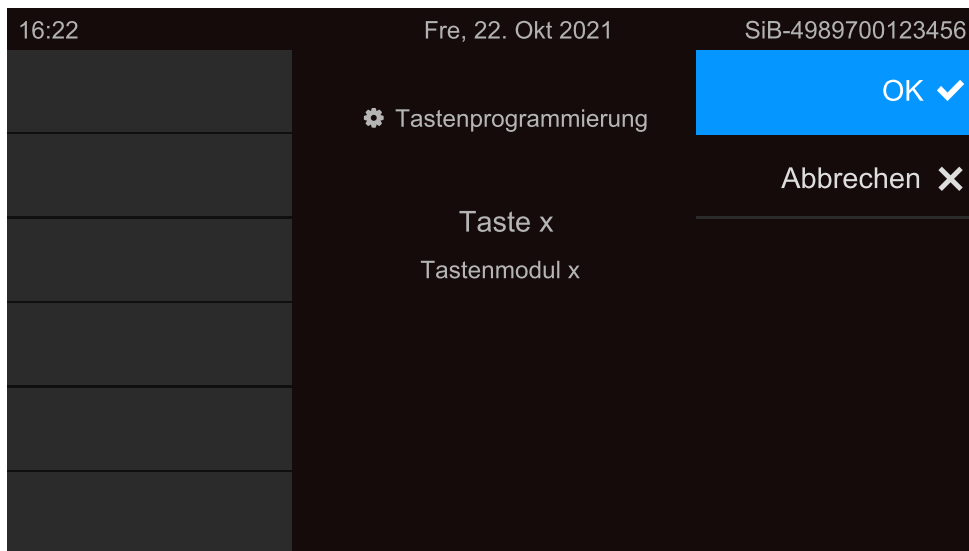 16:22 Fre, 22. Okt 2021 SiB-4989700123456
OK
Tastenprogrammierung
Abbrechen
Taste x
Tastenmodul x